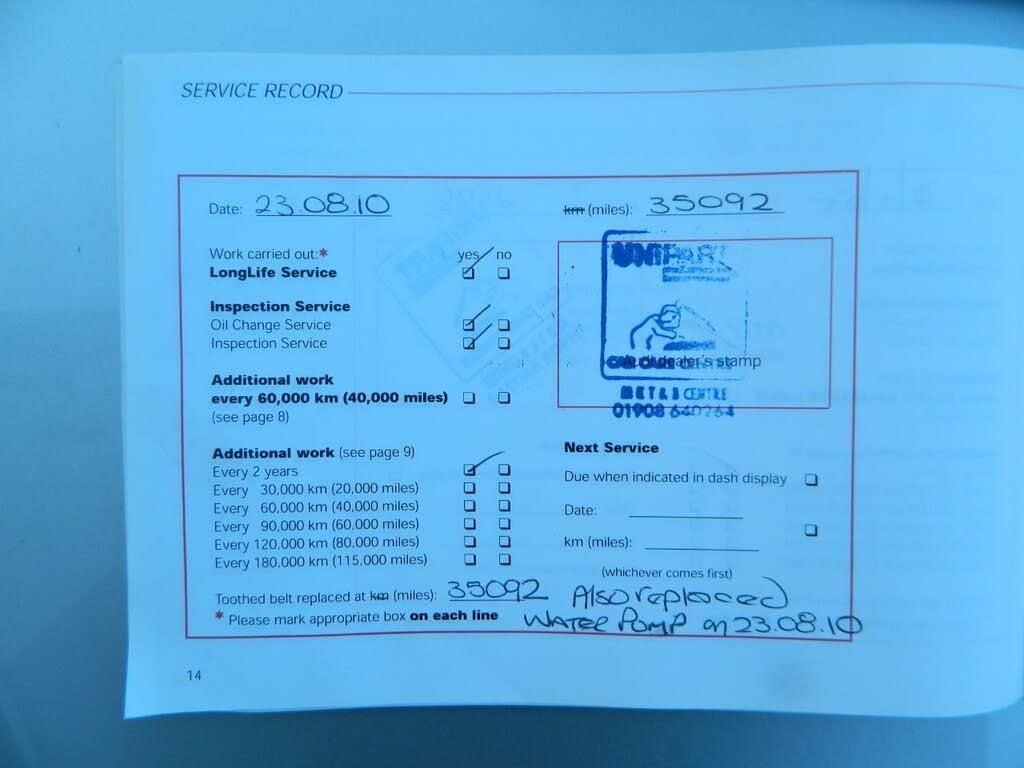 SERVICE RECORD
Date: 23.08.10
km (miles): 35092
Work carried out:* yes no
LongLife Service
Inspection Service
Oil Change Service
Inspection Service
Additional work
every 60,000 km (40,000 miles)
(see page 8)
Additional work (see page 9)
Every 2 years
Every 30,000 km (20,000 miles)
Every 60,000 km (40,000 miles)
Every 90,000 km (60,000 miles)
Every 120,000 km (80,000 miles)
Every 180,000 km (115,000 miles)
Toothed belt replaced at km (miles): 35092
* Please mark appropriate box on each line
UNIPART
Audi dealer's stamp
CENTRE
01908 640264
Next Service
Due when indicated in dash display
Date:
km (miles):
(whichever comes first)
Also replaced
WATER PUMP on 23.08.10
14